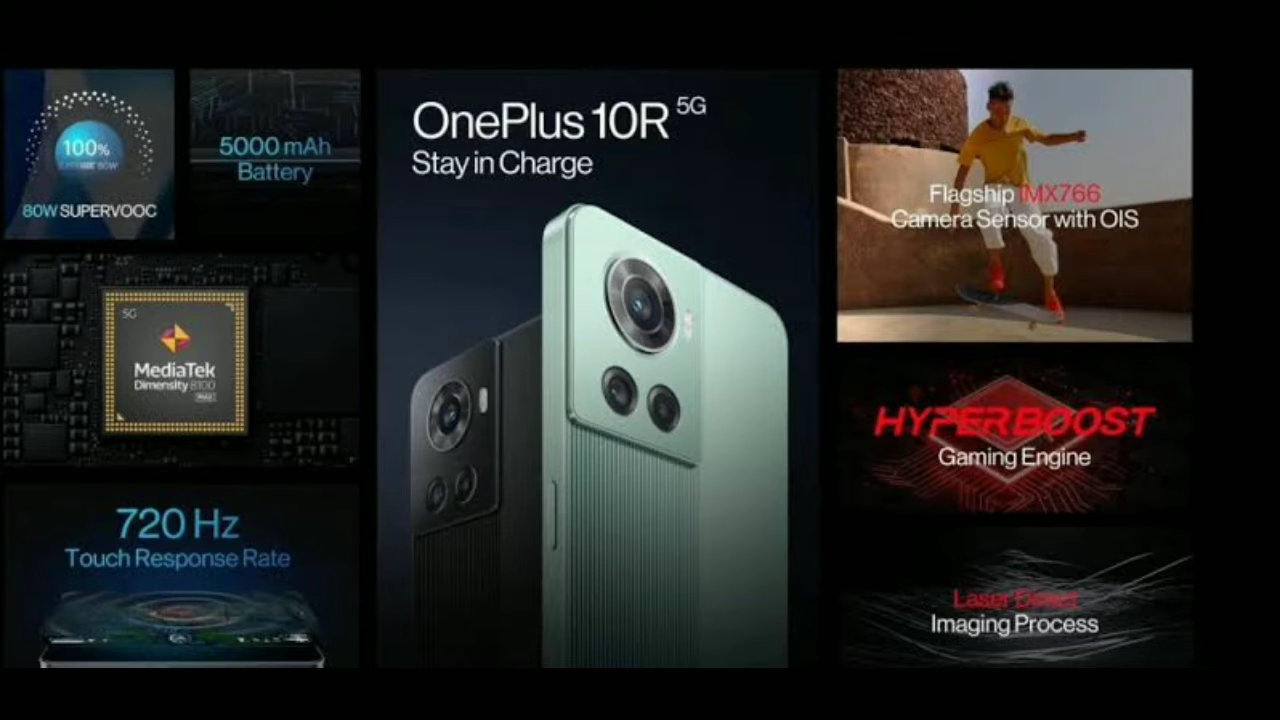 100%
80W SUPERVOOC
5000 mAh
Battery
5G
MediaTek
Dimensity 8100
MAX
720 Hz
Touch Response Rate
OnePlus 10R 5G
Stay in Charge
Flagship IMX766
Camera Sensor with OIS
HYPERBOOST
Gaming Engine
Laser Direct
Imaging Process